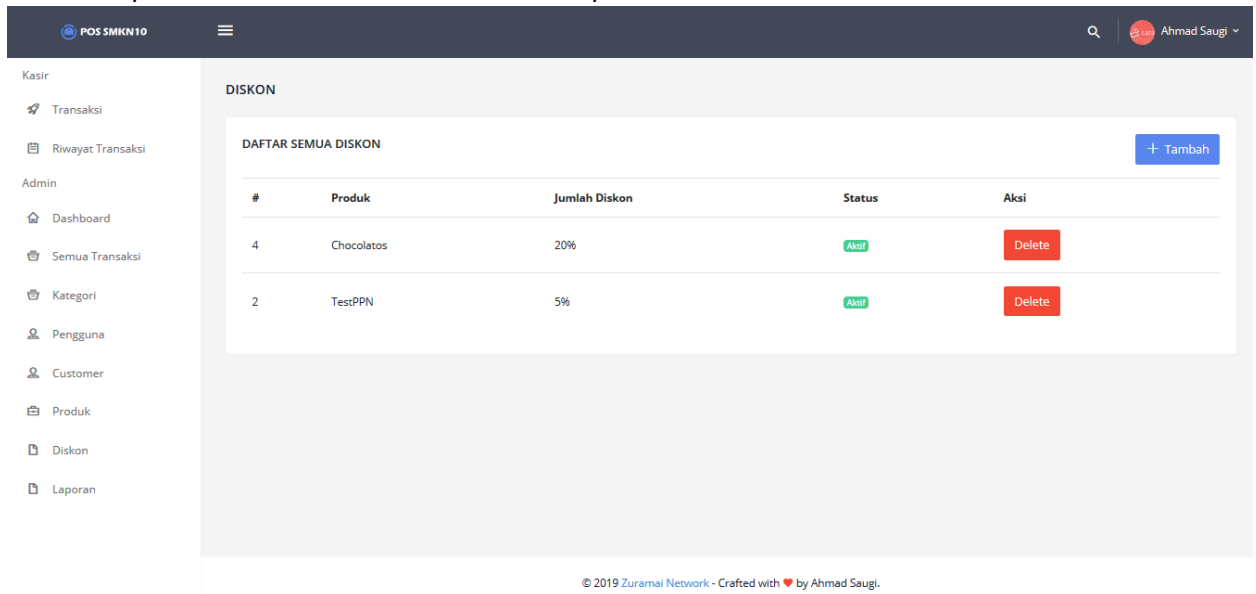 POS SMKN10
Ahmad Saugi
Kasir
Transaksi
Riwayat Transaksi
Admin
Dashboard
Semua Transaksi
Kategori
Pengguna
Customer
Produk
Diskon
Laporan
DISKON
DAFTAR SEMUA DISKON
+ Tambah
# Produk Jumlah Diskon Status Aksi
4 Chocolatos 20% Aktif Delete
2 TestPPN 5% Aktif Delete
© 2019 Zuramai Network - Crafted with ❤ by Ahmad Saugi.